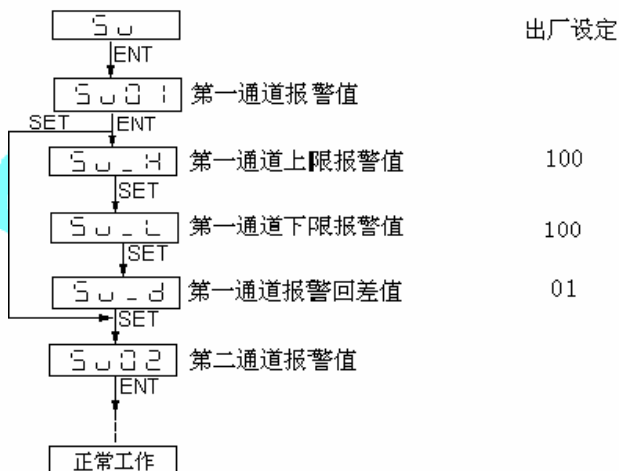 Su 出厂设定
ENT
Su01 第一通道报警值
SET ENT
Su_H 第一通道上限报警值 100
SET
Su_L 第一通道下限报警值 100
SET
Su_d 第一通道报警回差值 01
SET
Su02 第二通道报警值
ENT
正常工作